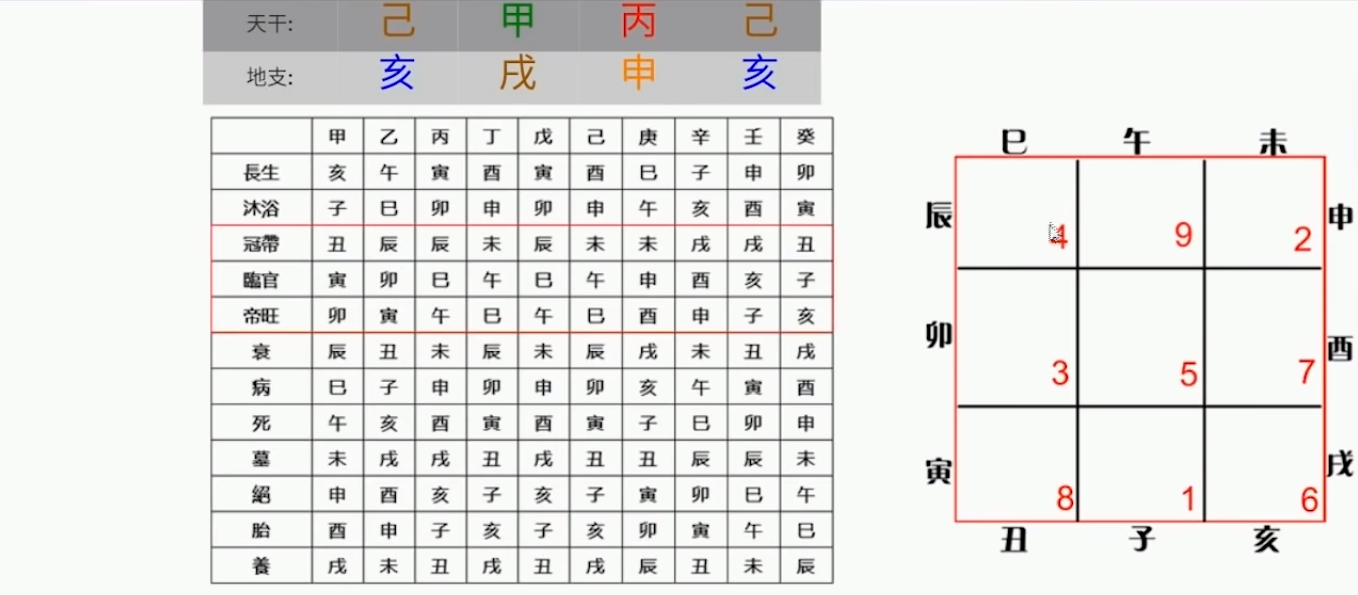 天干: 己 甲 丙 己
地支: 亥 戌 申 亥
甲 乙 丙 丁 戊 己 庚 辛 壬 癸
長生 亥 午 寅 酉 寅 酉 巳 子 申 卯
沐浴 子 巳 卯 申 卯 申 午 亥 酉 寅
冠帶 丑 辰 辰 未 辰 未 未 戌 戌 丑
臨官 寅 卯 巳 午 巳 午 申 酉 亥 子
帝旺 卯 寅 午 巳 午 巳 酉 申 子 亥
衰 辰 丑 未 辰 未 辰 戌 未 丑 戌
病 巳 子 申 卯 申 卯 亥 午 寅 酉
死 午 亥 酉 寅 酉 寅 子 巳 卯 申
墓 未 戌 戌 丑 戌 丑 丑 辰 辰 未
絕 申 酉 亥 子 亥 子 寅 卯 巳 午
胎 酉 申 子 亥 子 亥 卯 寅 午 巳
養 戌 未 丑 戌 丑 戌 辰 丑 未 辰
巳 午 未
辰 4 9 2 申
卯 3 5 7 酉
寅 8 1 6 戌
丑 子 亥